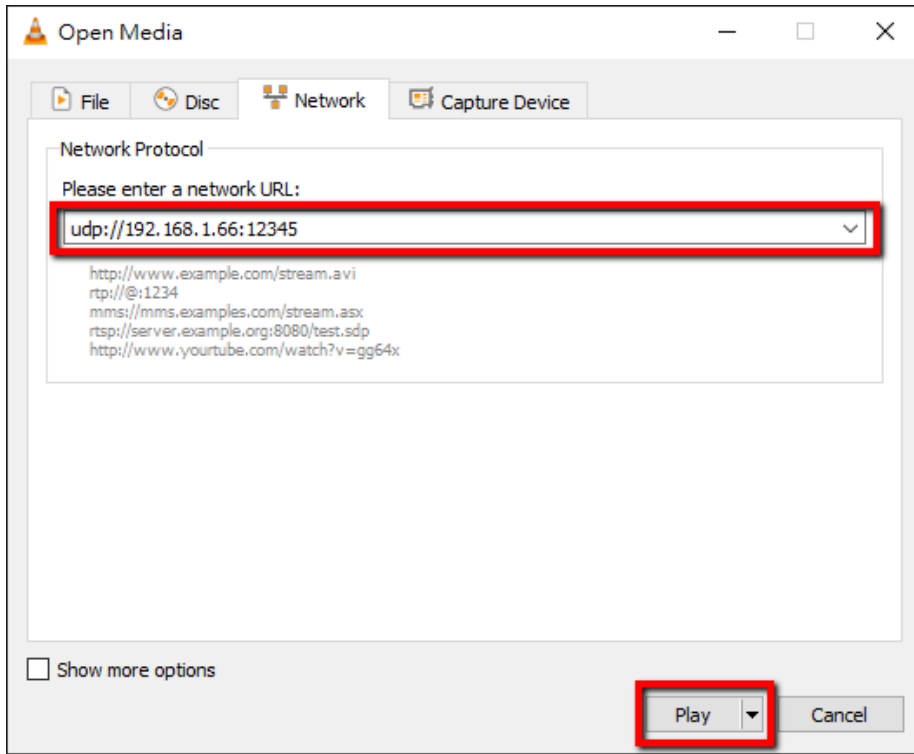 Open Media
File Disc Network Capture Device
Network Protocol
Please enter a network URL:
udp://192.168.1.66:12345
http://www.example.com/stream.avi
rtp://@:1234
mms://mms.examples.com/stream.asx
rtsp://server.example.org:8080/test.sdp
http://www.yourtube.com/watch?v=gg64x
Show more options
Play Cancel